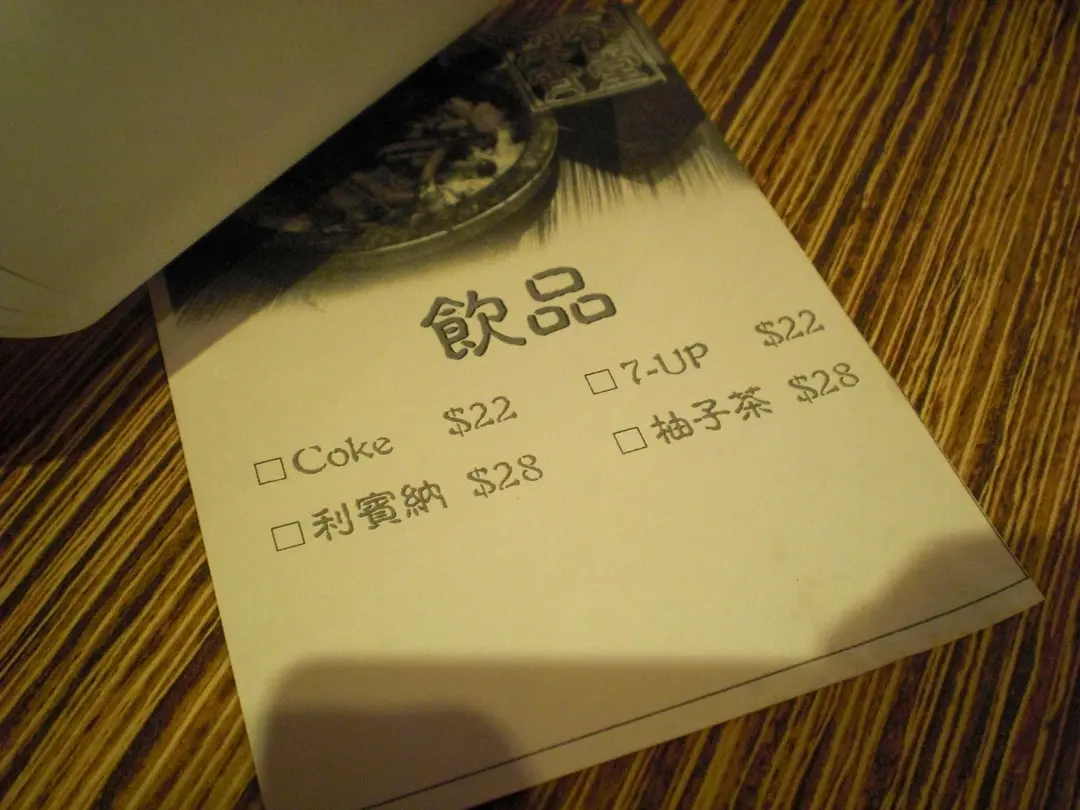 飲品
□ Coke $22 □ 7-UP $22
□ 利賓納 $28 □ 柚子茶 $28